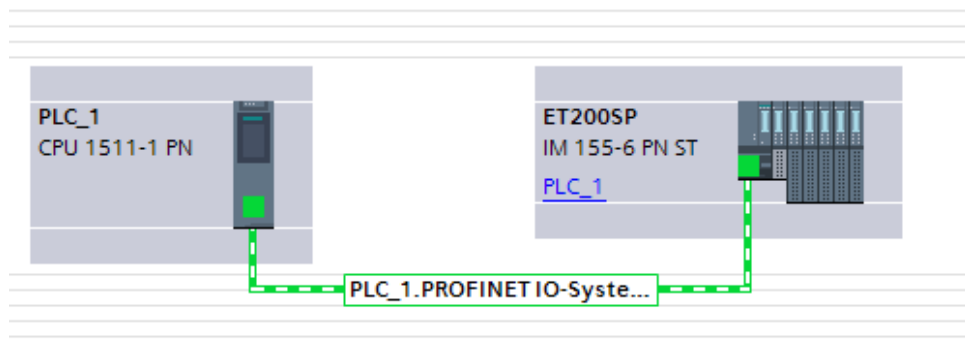 PLC_1
CPU 1511-1 PN
ET200SP
IM 155-6 PN ST
PLC_1
PLC_1.PROFINET IO-Syste...